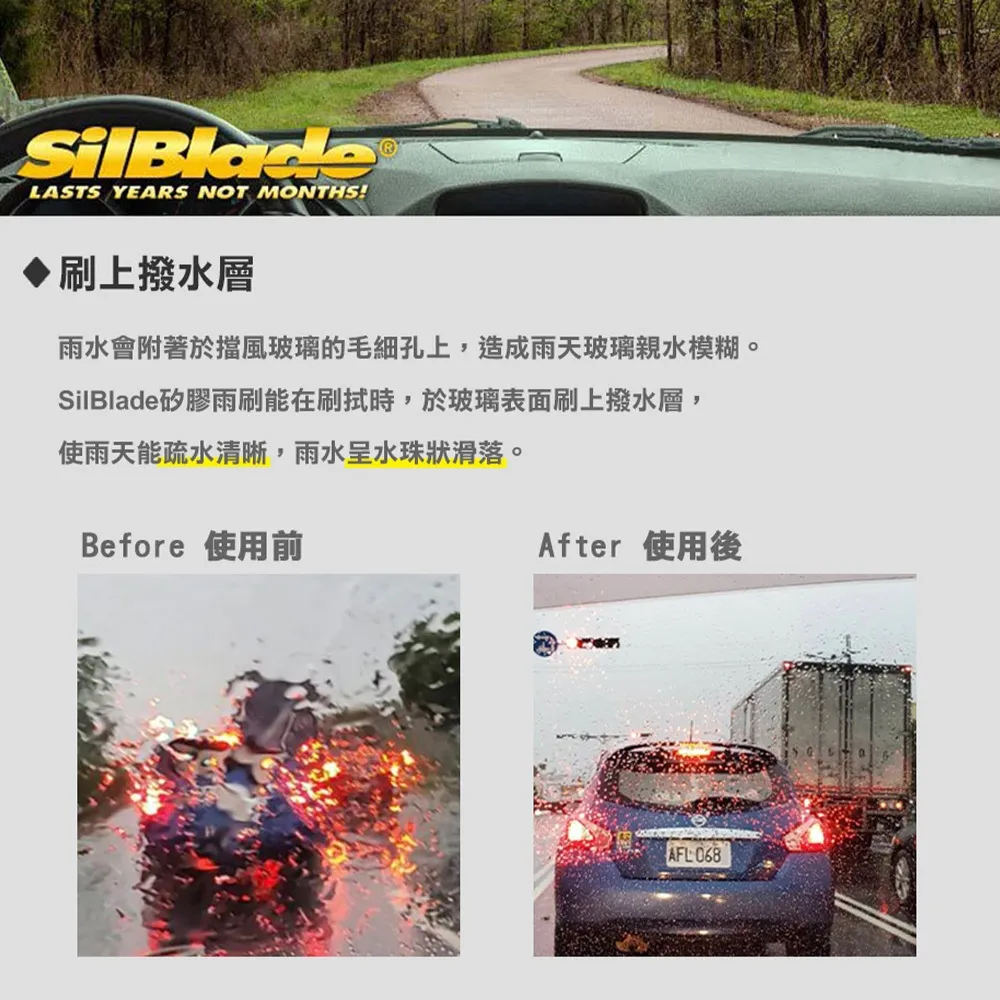 SilBlade®
LASTS YEARS NOT MONTHS!
◆刷上撥水層
雨水會附著於擋風玻璃的毛細孔上，造成雨天玻璃親水模糊。
SilBlade矽膠雨刷能在刷拭時，於玻璃表面刷上撥水層，
使雨天能疏水清晰，雨水呈水珠狀滑落。
Before 使用前
After 使用後
AFL 068